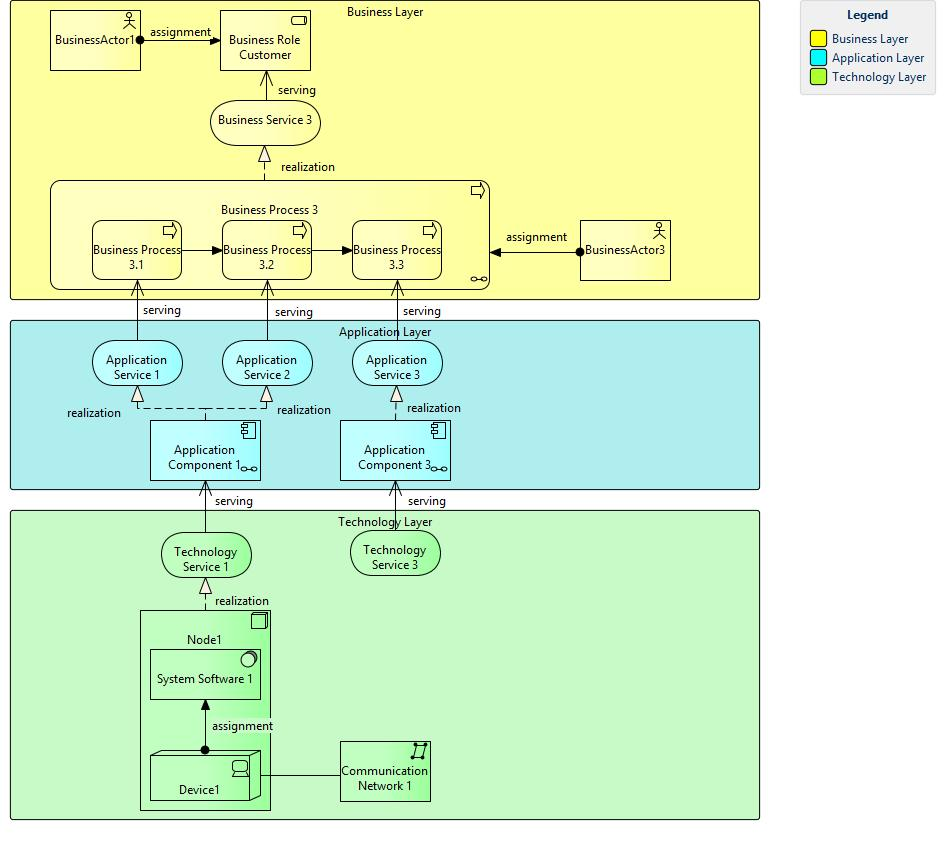 Business Layer
Legend
Business Layer
Application Layer
Technology Layer
BusinessActor1
assignment
Business Role
Customer
serving
Business Service 3
realization
Business Process 3
Business Process
3.1
Business Process
3.2
Business Process
3.3
assignment
BusinessActor3
serving
serving
serving
Application Layer
Application
Service 1
Application
Service 2
Application
Service 3
realization
realization
realization
Application
Component 1
Application
Component 3
serving
serving
Technology Layer
Technology
Service 1
Technology
Service 3
realization
Node1
System Software 1
assignment
Device1
Communication
Network 1